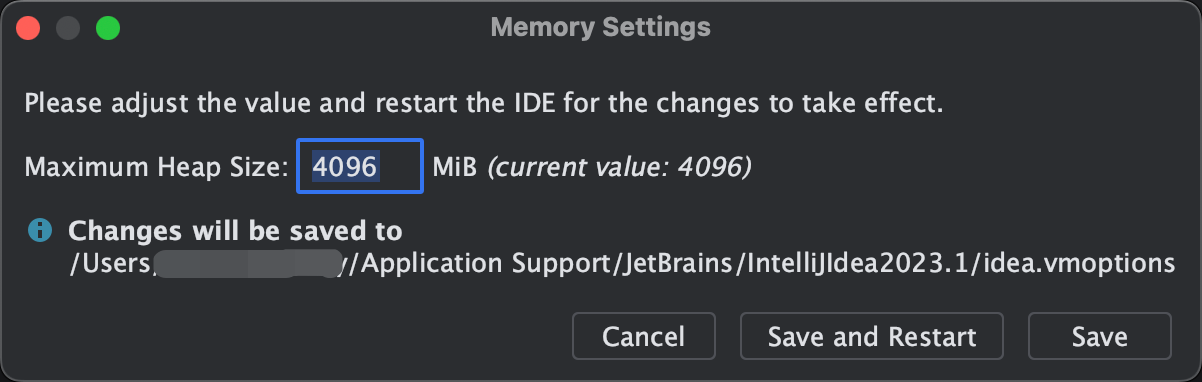 Memory Settings
Please adjust the value and restart the IDE for the changes to take effect.
Maximum Heap Size: 4096 MiB (current value: 4096)
Changes will be saved to
/Users/ y/Application Support/JetBrains/IntelliJIdea2023.1/idea.vmoptions
Cancel Save and Restart Save